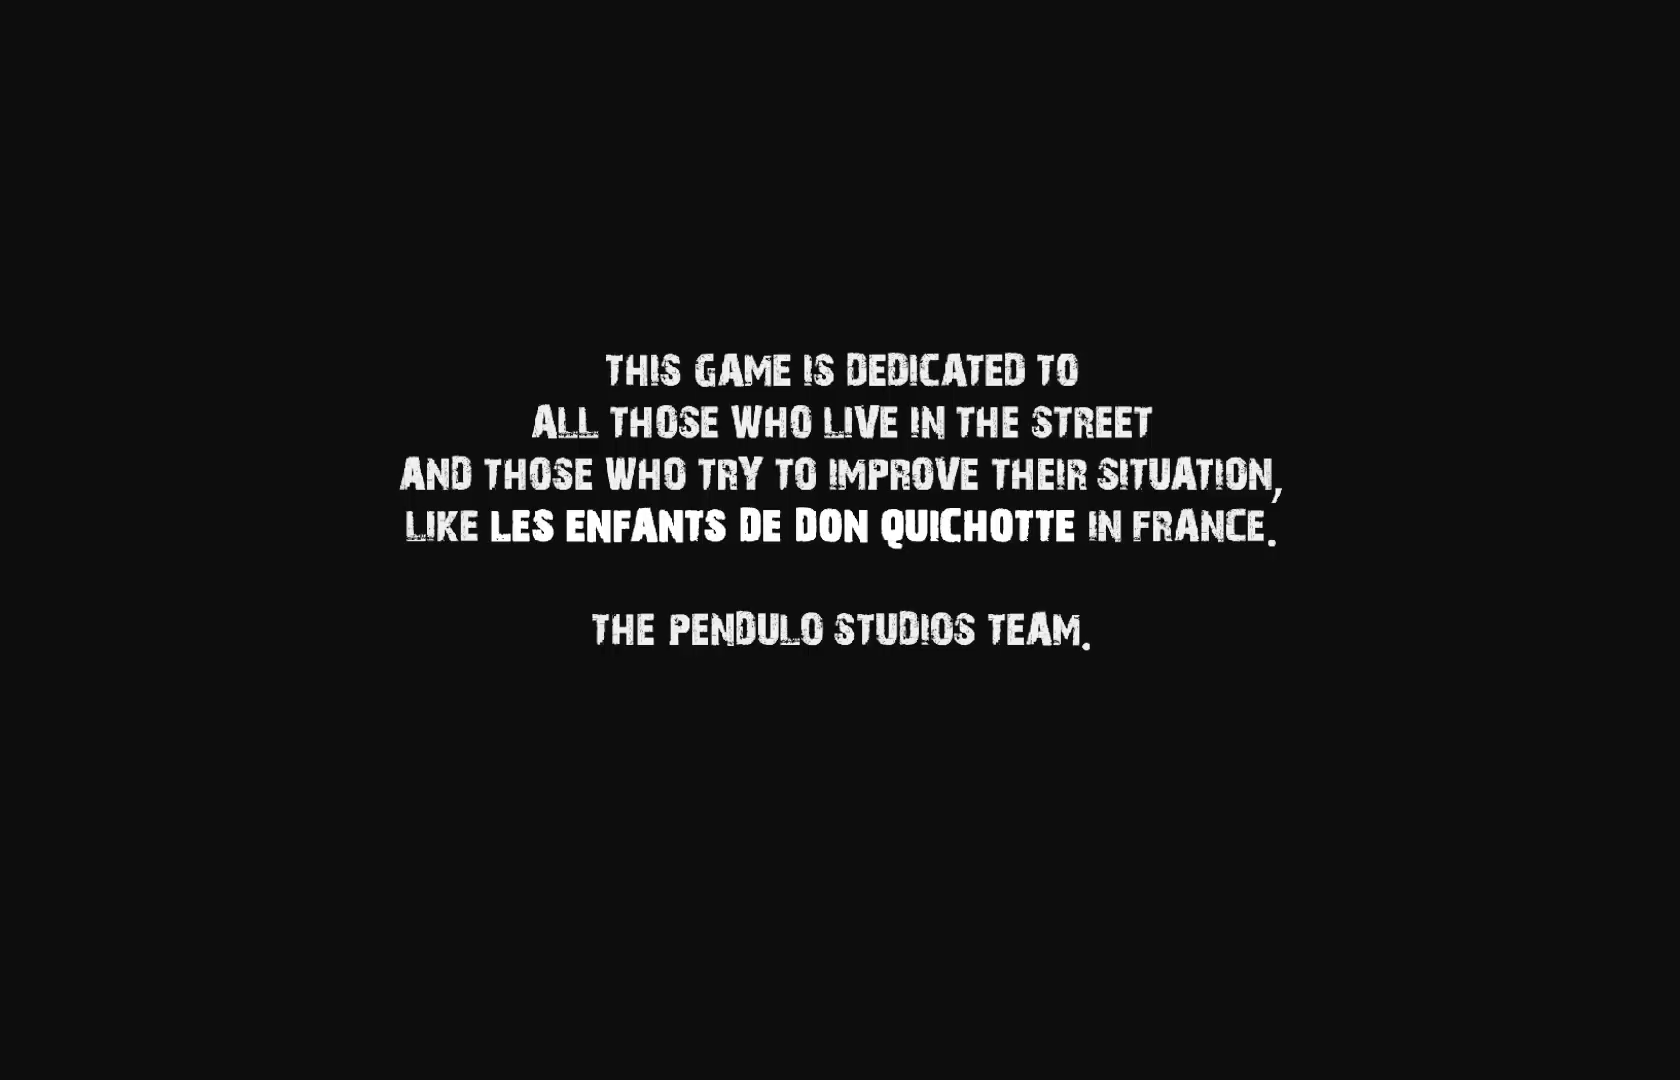 THIS GAME IS DEDICATED TO
ALL THOSE WHO LIVE IN THE STREET
AND THOSE WHO TRY TO IMPROVE THEIR SITUATION,
LIKE LES ENFANTS DE DON QUICHOTTE IN FRANCE.
THE PENDULO STUDIOS TEAM.